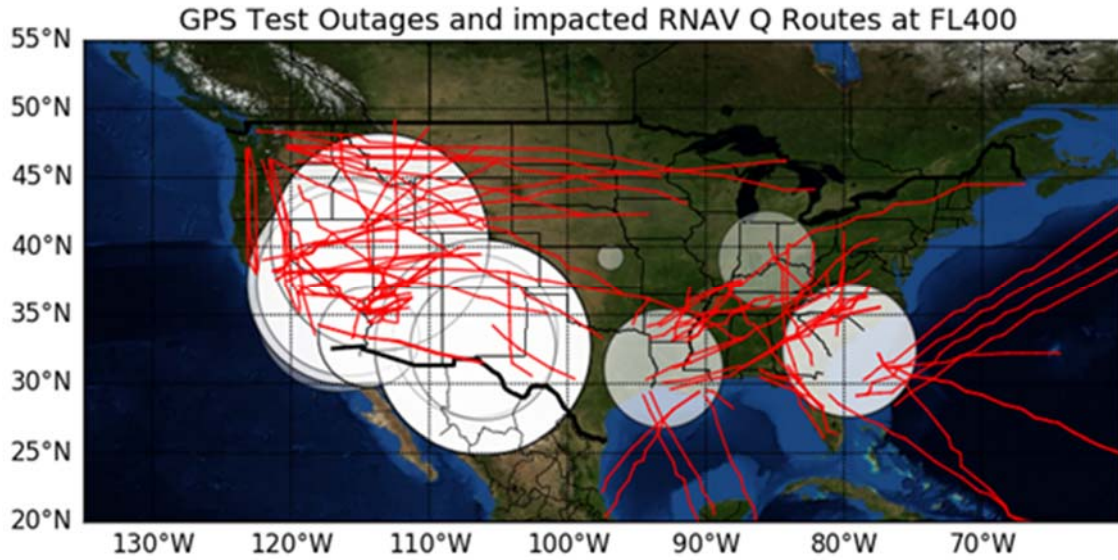 GPS Test Outages and impacted RNAV Q Routes at FL400
55°N
50°N
45°N
40°N
35°N
30°N
25°N
20°N
130°W 120°W 110°W 100°W 90°W 80°W 70°W